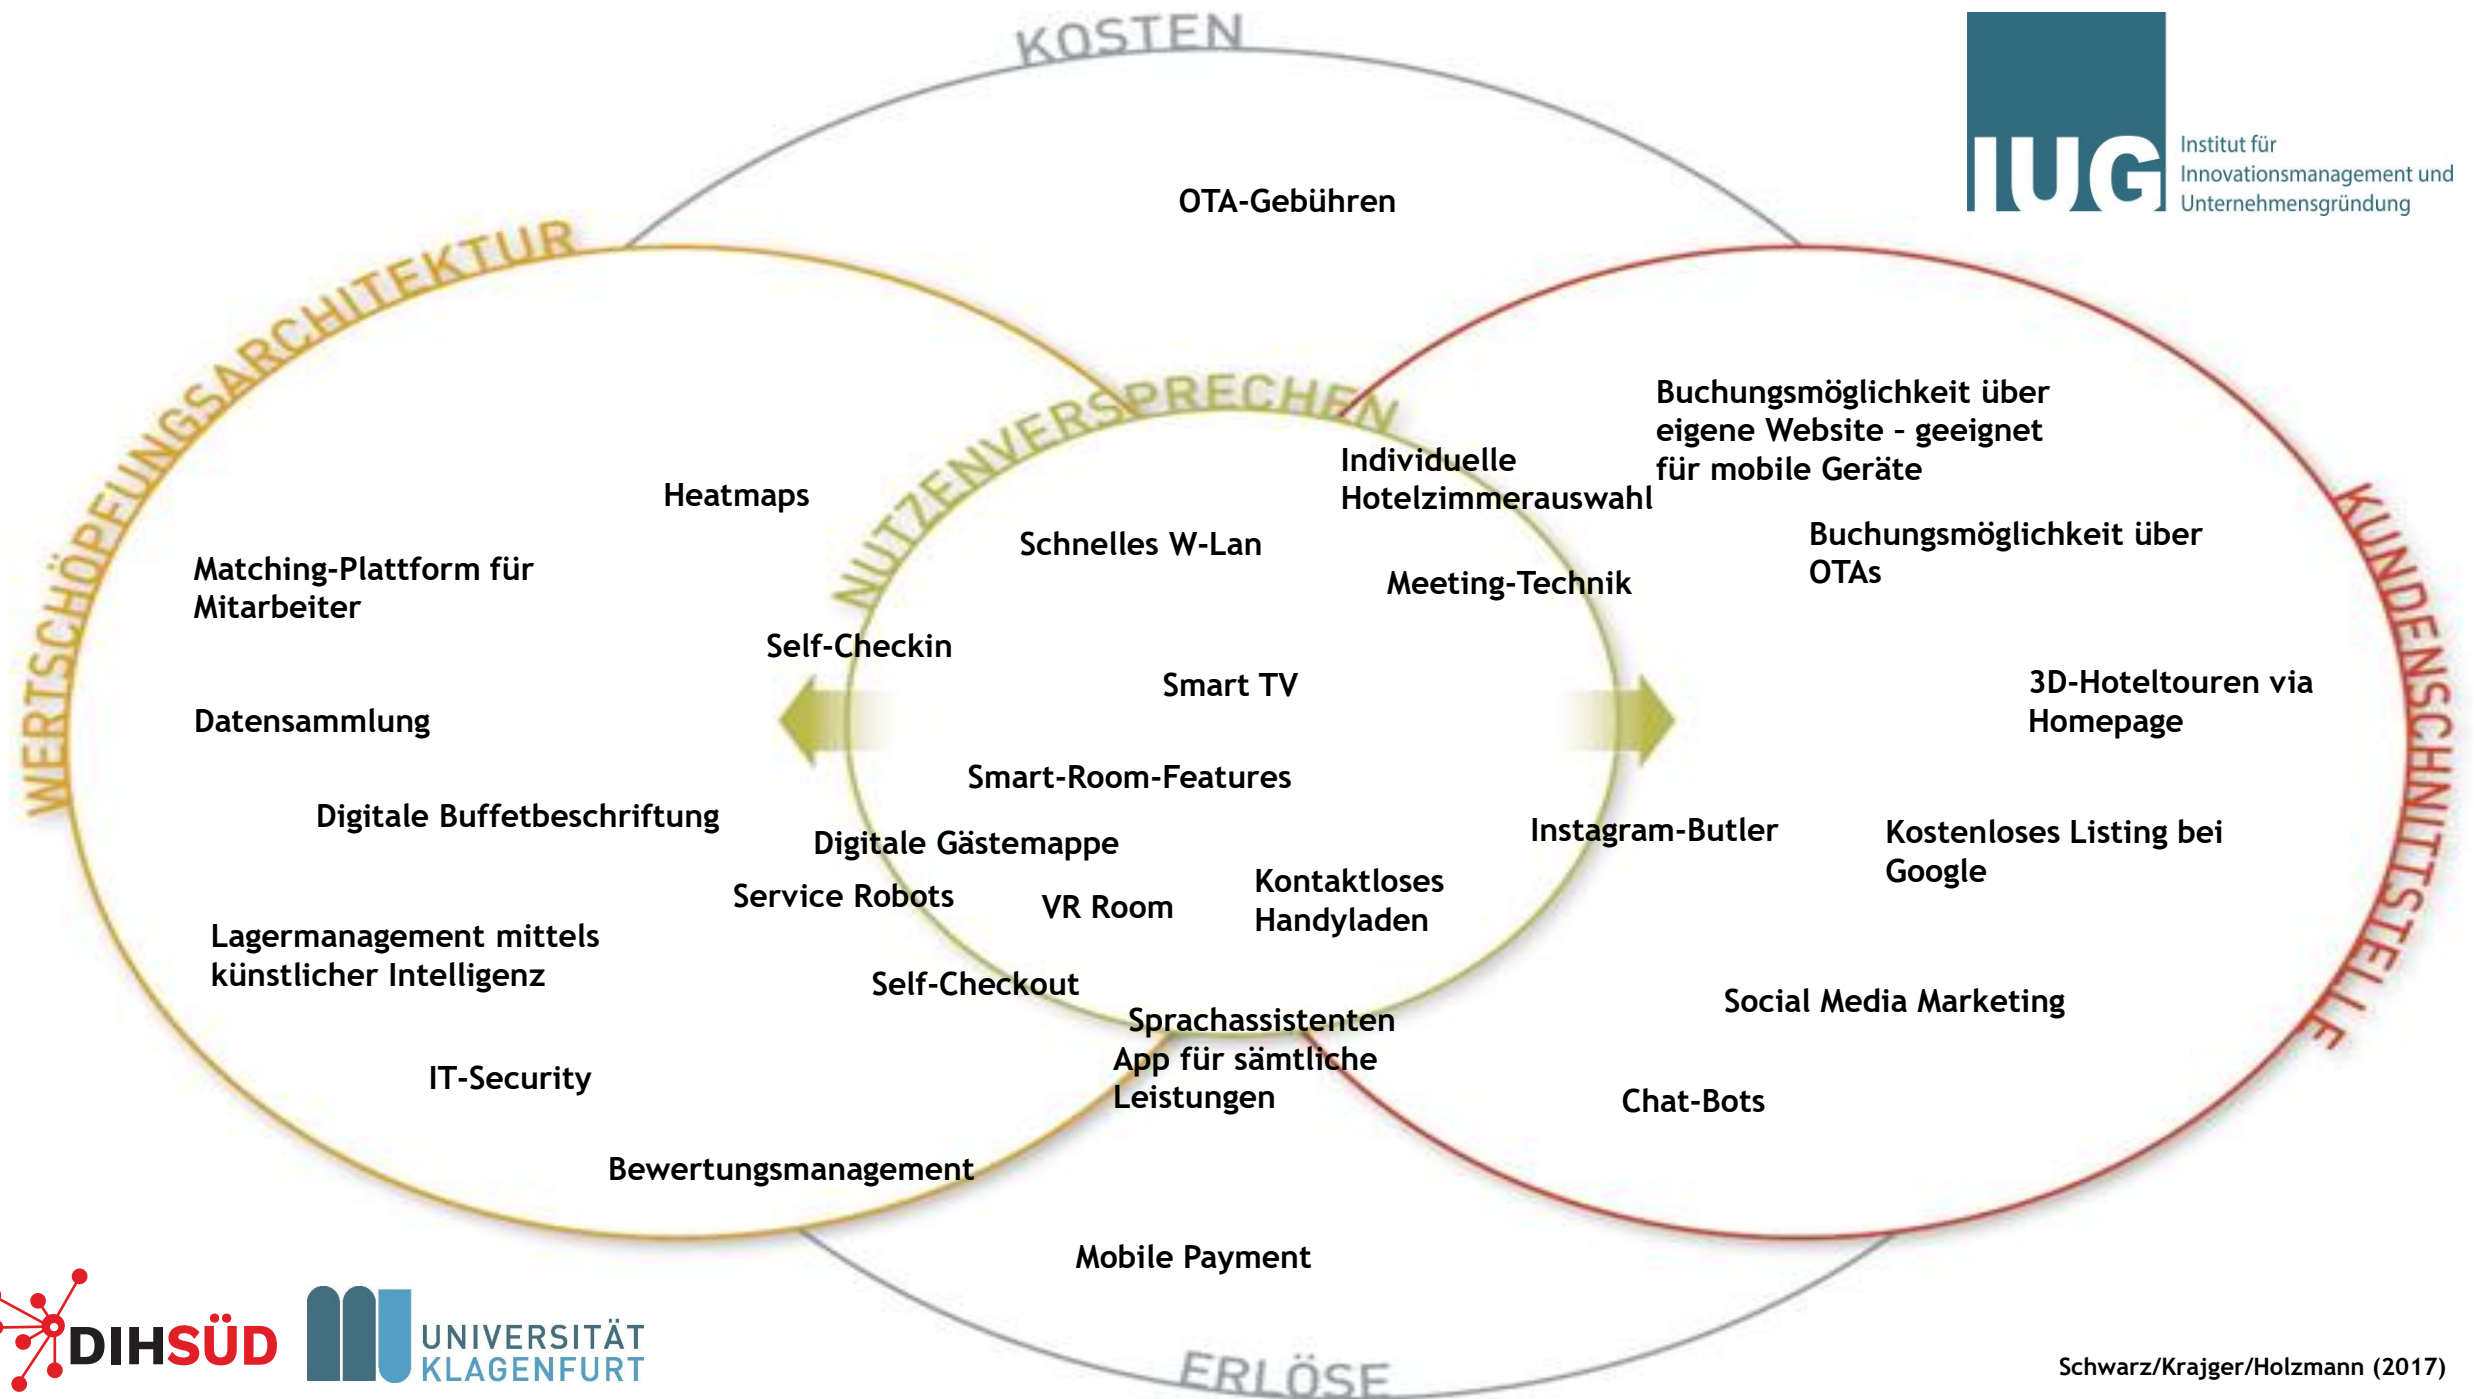 KOSTEN
IUG
Institut für
Innovationsmanagement und
Unternehmensgründung
OTA-Gebühren
WERTSCHÖPFUNGSARCHITEKTUR
NUTZENVERSPRECHEN
KUNDENSCHNITTSTELLE
Buchungsmöglichkeit über
eigene Website – geeignet
für mobile Geräte
Individuelle
Hotelzimmerauswahl
Heatmaps
Schnelles W-Lan
Buchungsmöglichkeit über
OTAs
Matching-Plattform für
Mitarbeiter
Meeting-Technik
Self-Checkin
Smart TV
3D-Hoteltouren via
Homepage
Datensammlung
Smart-Room-Features
Digitale Buffetbeschriftung
Digitale Gästemappe
Instagram-Butler
Kostenloses Listing bei
Google
Service Robots
VR Room
Kontaktloses
Handyladen
Lagermanagement mittels
künstlicher Intelligenz
Self-Checkout
Social Media Marketing
Sprachassistenten
App für sämtliche
Leistungen
IT-Security
Chat-Bots
Bewertungsmanagement
Mobile Payment
ERLÖSE
DIHSÜD
UNIVERSITÄT
KLAGENFURT
Schwarz/Krajger/Holzmann (2017)